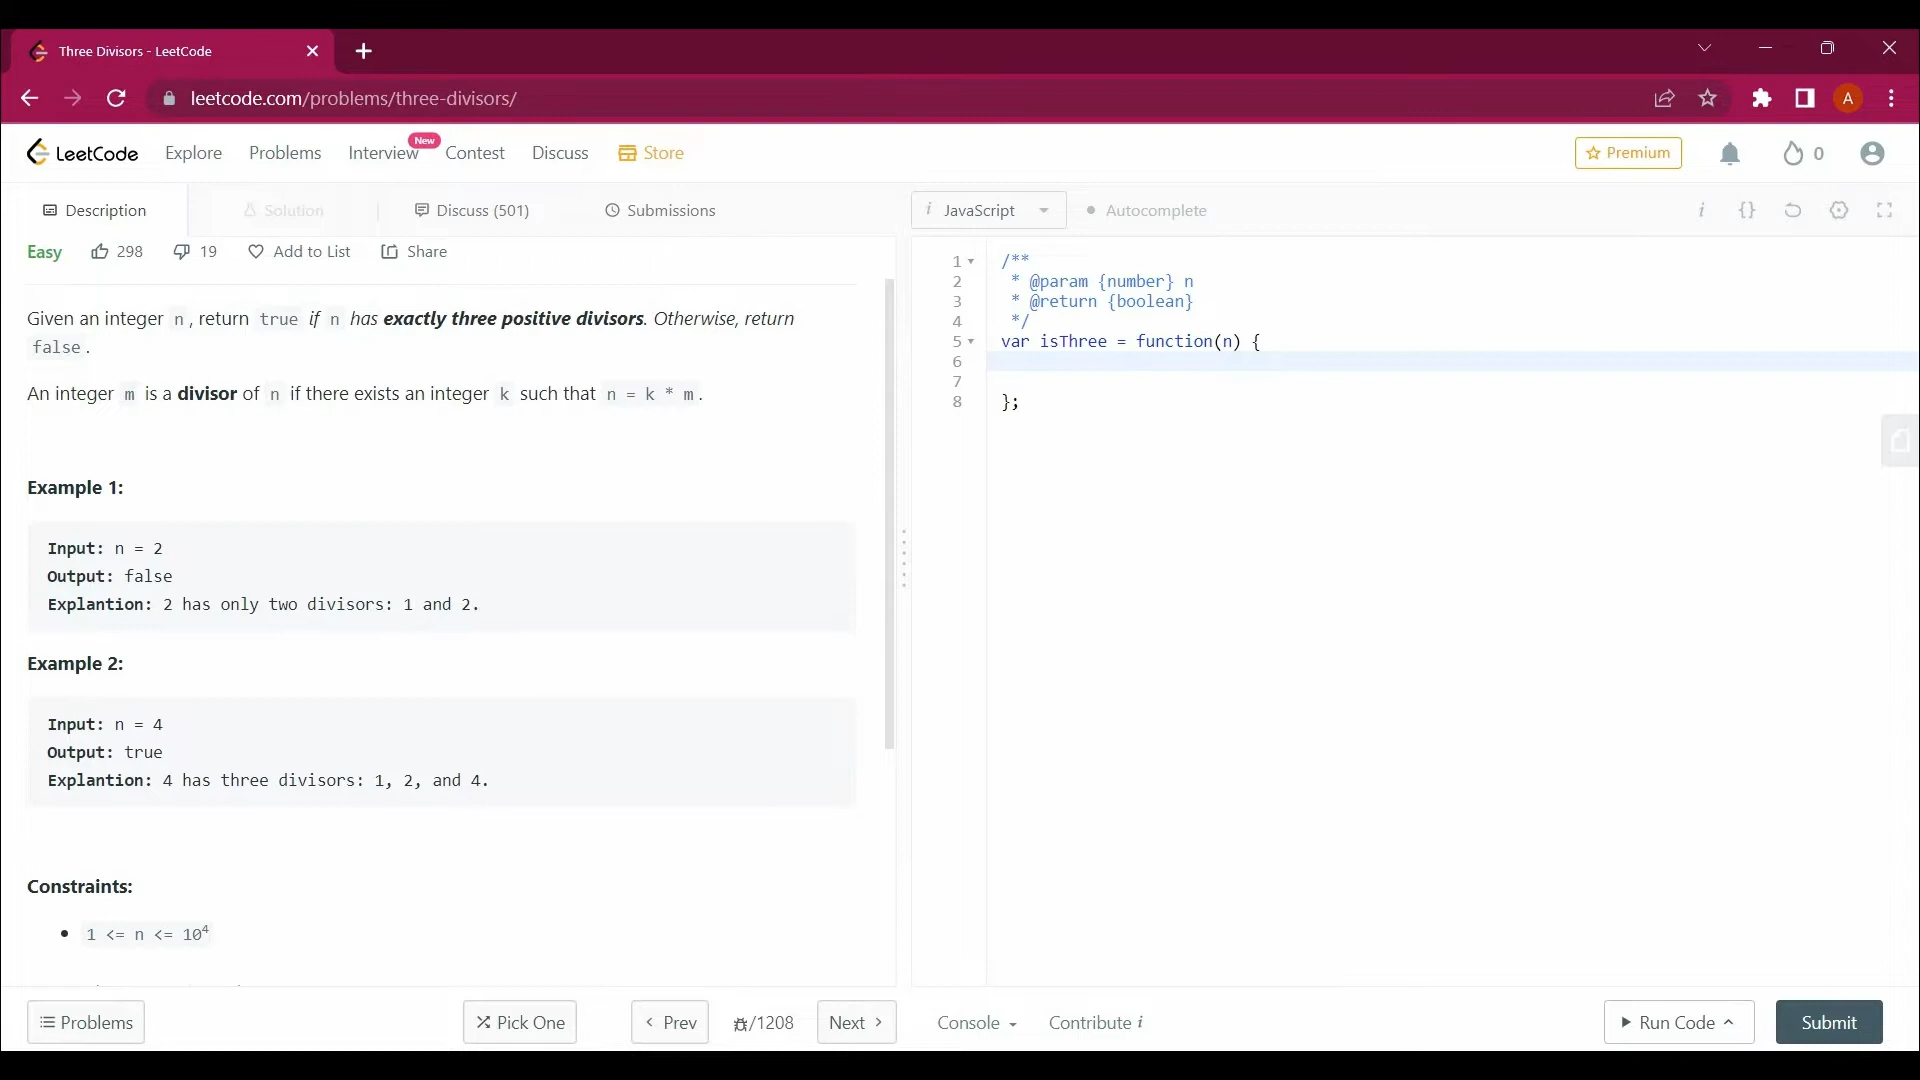 Three Divisors - LeetCode
leetcode.com/problems/three-divisors/
A
LeetCode Explore Problems Interview New Contest Discuss Store Premium 0
Description Solution Discuss (501) Submissions
i JavaScript Autocomplete i {}
Easy 298 19 Add to List Share
Given an integer n, return true if n has exactly three positive divisors. Otherwise, return
false.
An integer m is a divisor of n if there exists an integer k such that n = k * m.
Example 1:
Input: n = 2
Output: false
Explantion: 2 has only two divisors: 1 and 2.
Example 2:
Input: n = 4
Output: true
Explantion: 4 has three divisors: 1, 2, and 4.
Constraints:
• 1 <= n <= 10⁴
1 /**
2 * @param {number} n
3 * @return {boolean}
4 */
5 var isThree = function(n) {
6
7
8 };
Problems Pick One Prev /1208 Next Console Contribute i Run Code Submit